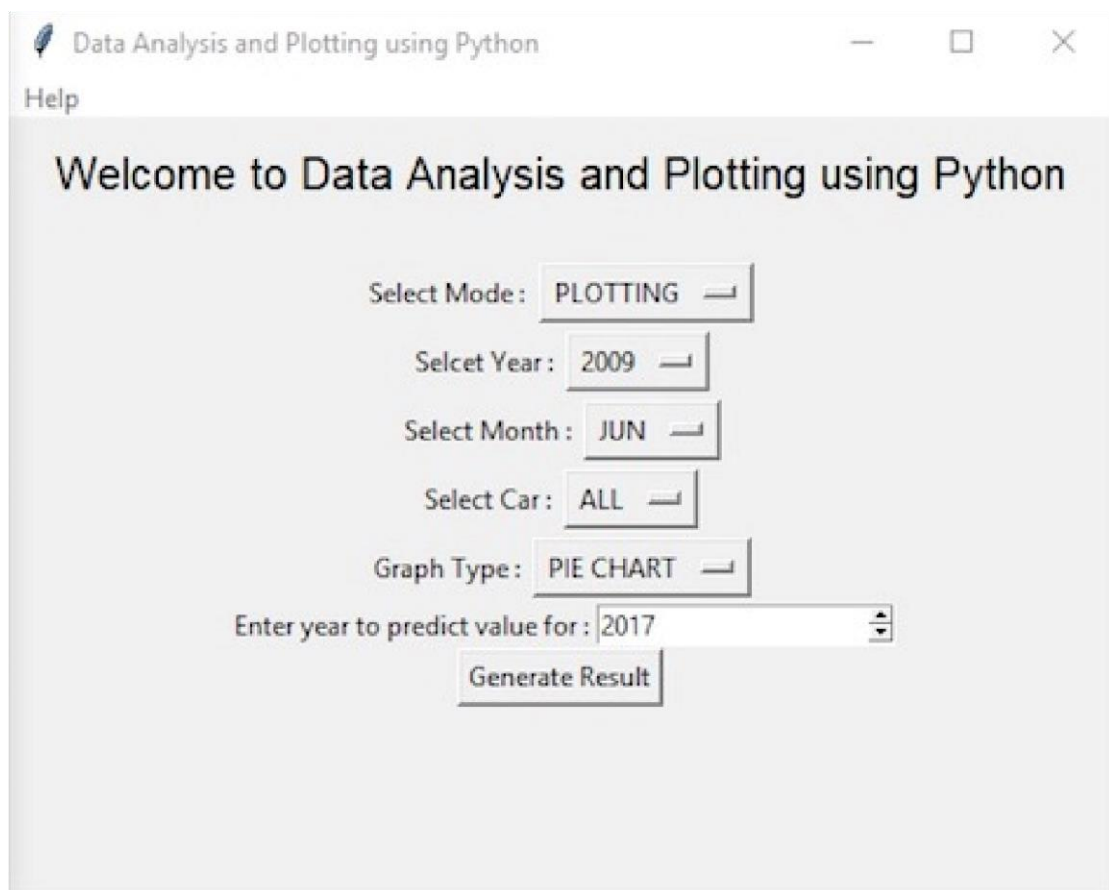 Data Analysis and Plotting using Python
Help
Welcome to Data Analysis and Plotting using Python
Select Mode : PLOTTING
Selcet Year : 2009
Select Month : JUN
Select Car : ALL
Graph Type : PIE CHART
Enter year to predict value for : 2017
Generate Result